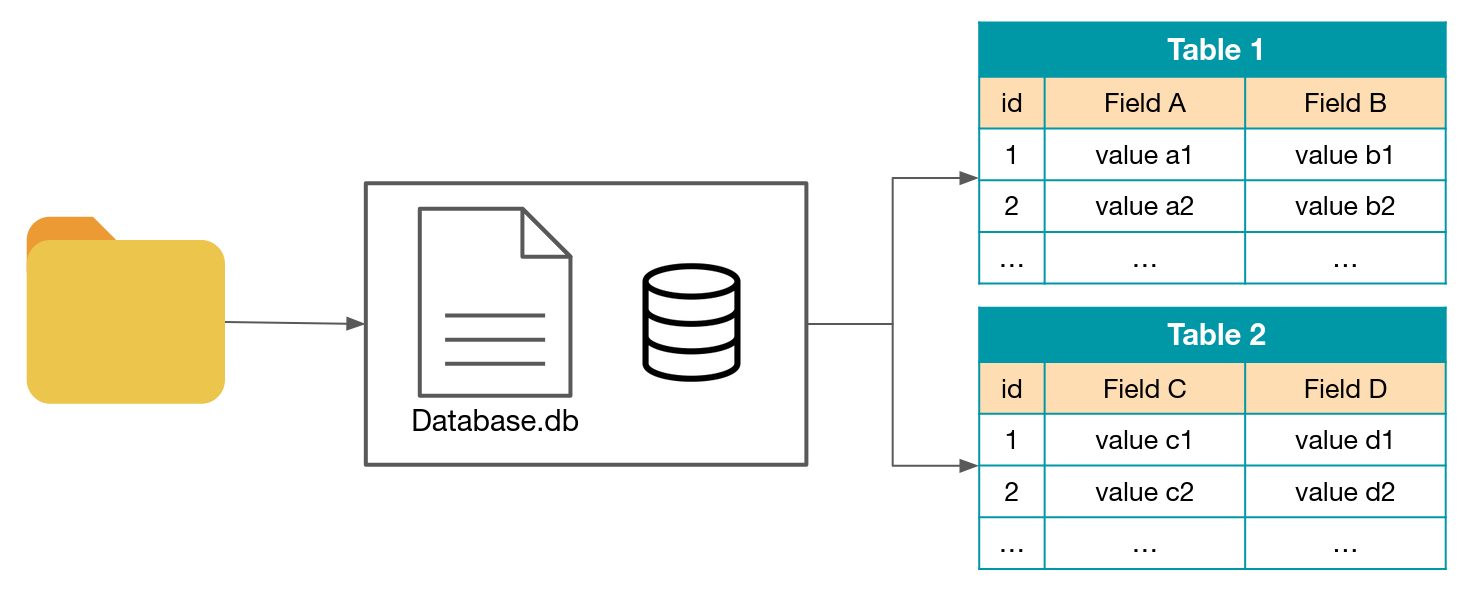 Database.db
Table 1
id Field A Field B
1 value a1 value b1
2 value a2 value b2
... ... ...
Table 2
id Field C Field D
1 value c1 value d1
2 value c2 value d2
... ... ...